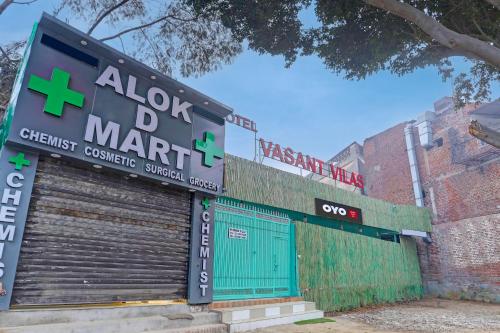 ALOK
D
MART
CHEMIST COSMETIC SURGICAL GROCERY
CHEMIST
CHEMIST
OTEL
VASANT VILAS
OYO